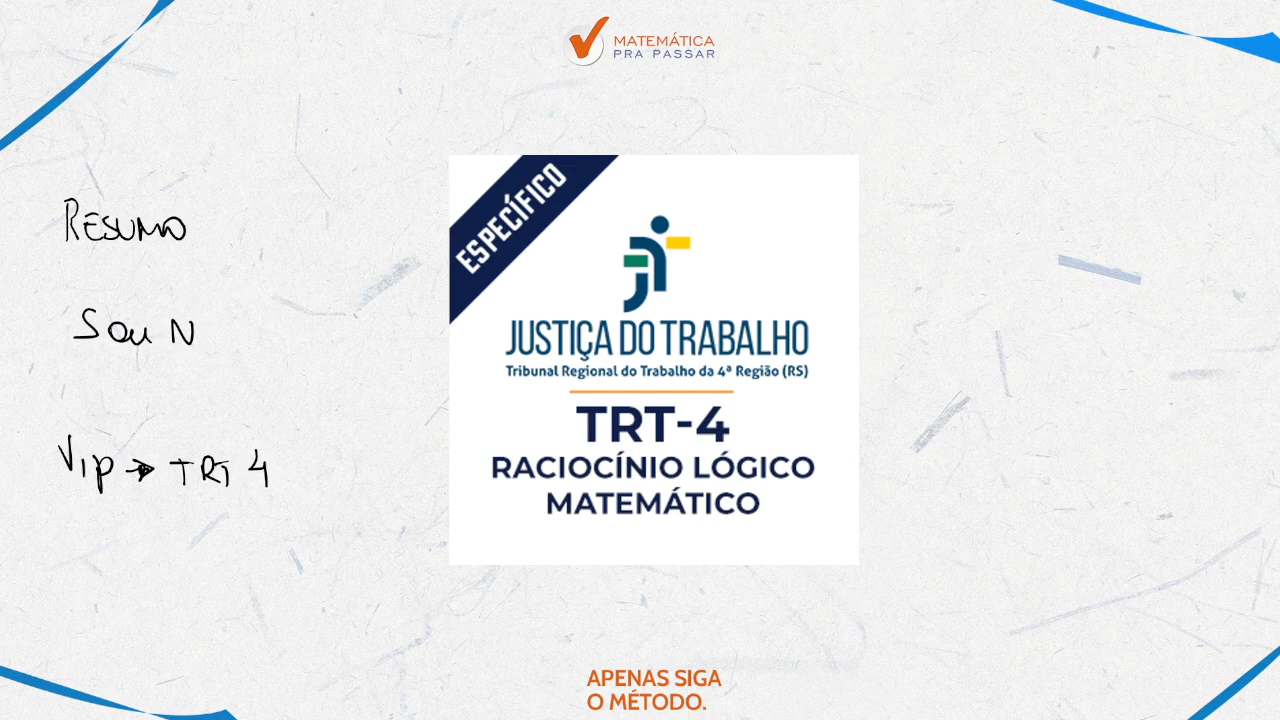 MATEMÁTICA
PRA PASSAR
ESPECÍFICO
RESUMO
SOU N
VIP → TRT 4
JUSTIÇA DO TRABALHO
Tribunal Regional do Trabalho da 4ª Região (RS)
TRT-4
RACIOCÍNIO LÓGICO
MATEMÁTICO
APENAS SIGA
O MÉTODO.